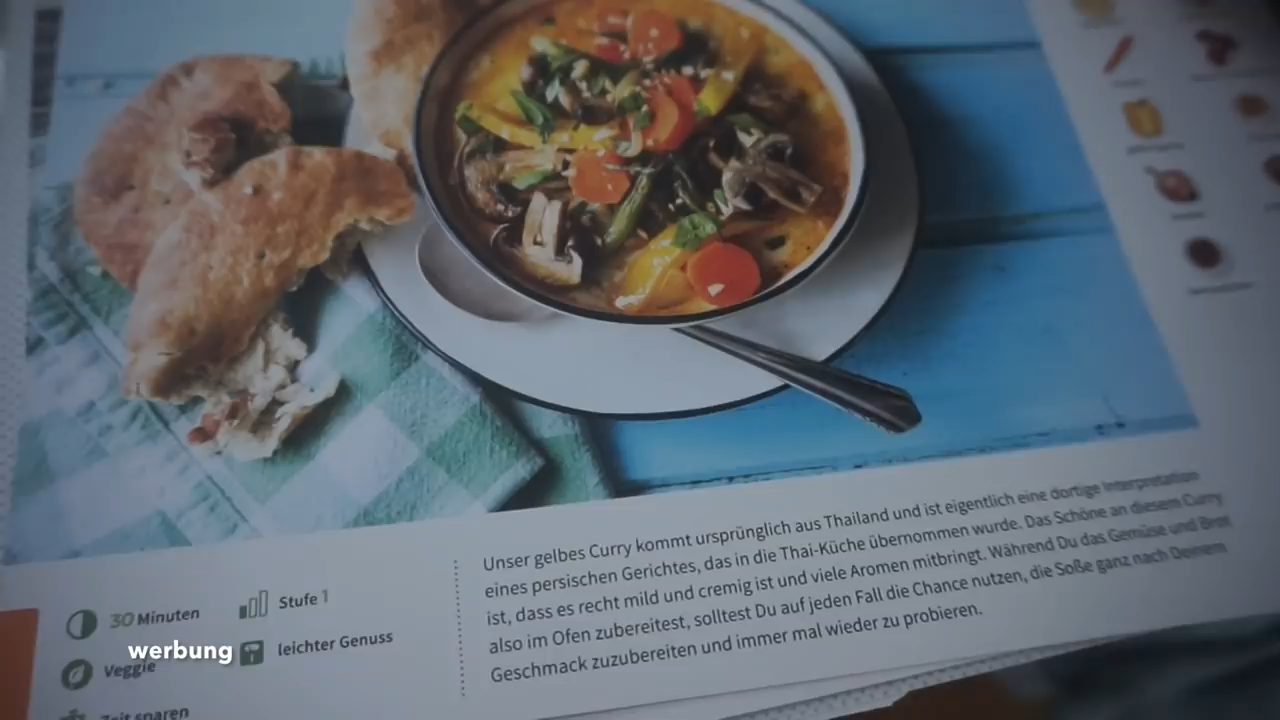 Unser gelbes Curry kommt ursprünglich aus Thailand und ist eigentlich eine dortige Interpretation
eines persischen Gerichtes, das in die Thai-Küche übernommen wurde. Das Schöne an diesem Curry
ist, dass es recht mild und cremig ist und viele Aromen mitbringt. Während Du das Gemüse und Brot
also im Ofen zubereitest, solltest Du auf jeden Fall die Chance nutzen, die Soße ganz nach Deinem
Geschmack zuzubereiten und immer mal wieder zu probieren.
30 Minuten
Stufe 1
werbung
leichter Genuss
Veggie
Zeit sparen